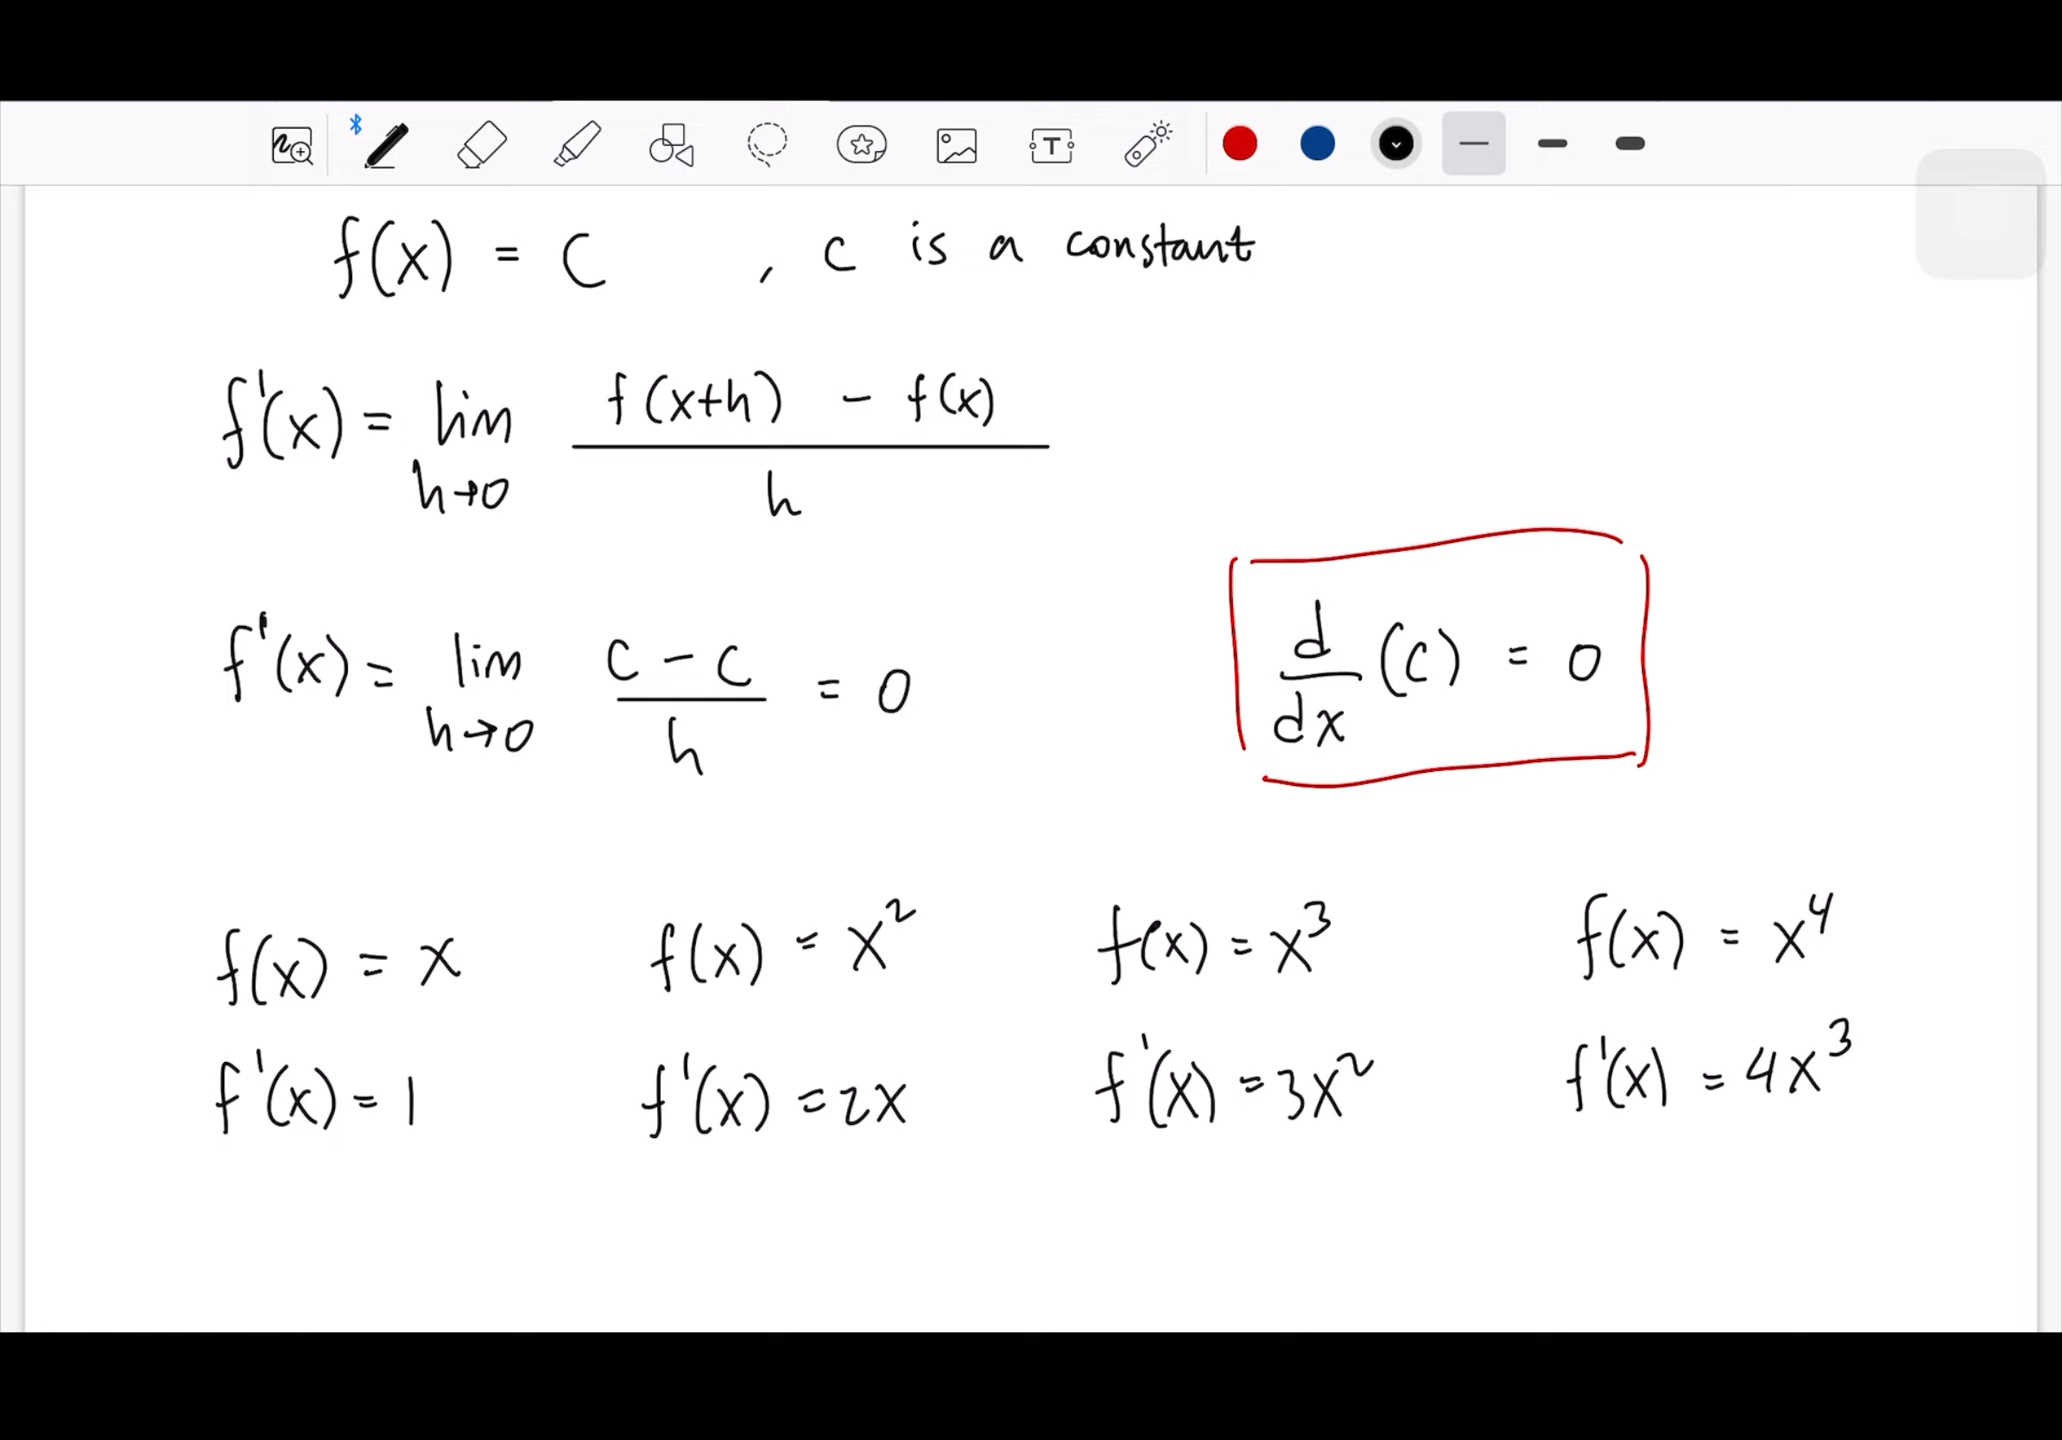 f(x) = C , c is a constant
f'(x) = lim h→0 f(x+h) - f(x) / h
f'(x) = lim h→0 c - c / h = 0
d/dx (c) = 0
f(x) = x f(x) = x² f(x) = x³ f(x) = x⁴
f'(x) = 1 f'(x) = 2x f'(x) = 3x² f'(x) = 4x³